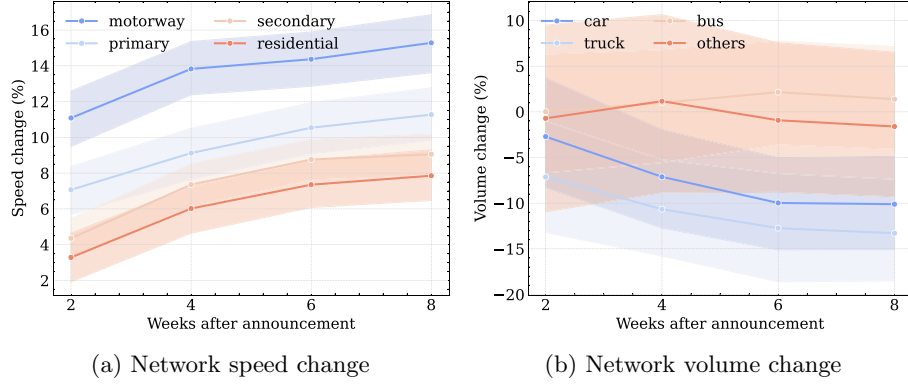 motorway
primary
secondary
residential
16
14
12
10
8
6
4
2
Speed change (%)
2
4
6
8
Weeks after announcement
(a) Network speed change
car
truck
bus
others
10
5
0
−5
−10
−15
−20
Volume change (%)
2
4
6
8
Weeks after announcement
(b) Network volume change